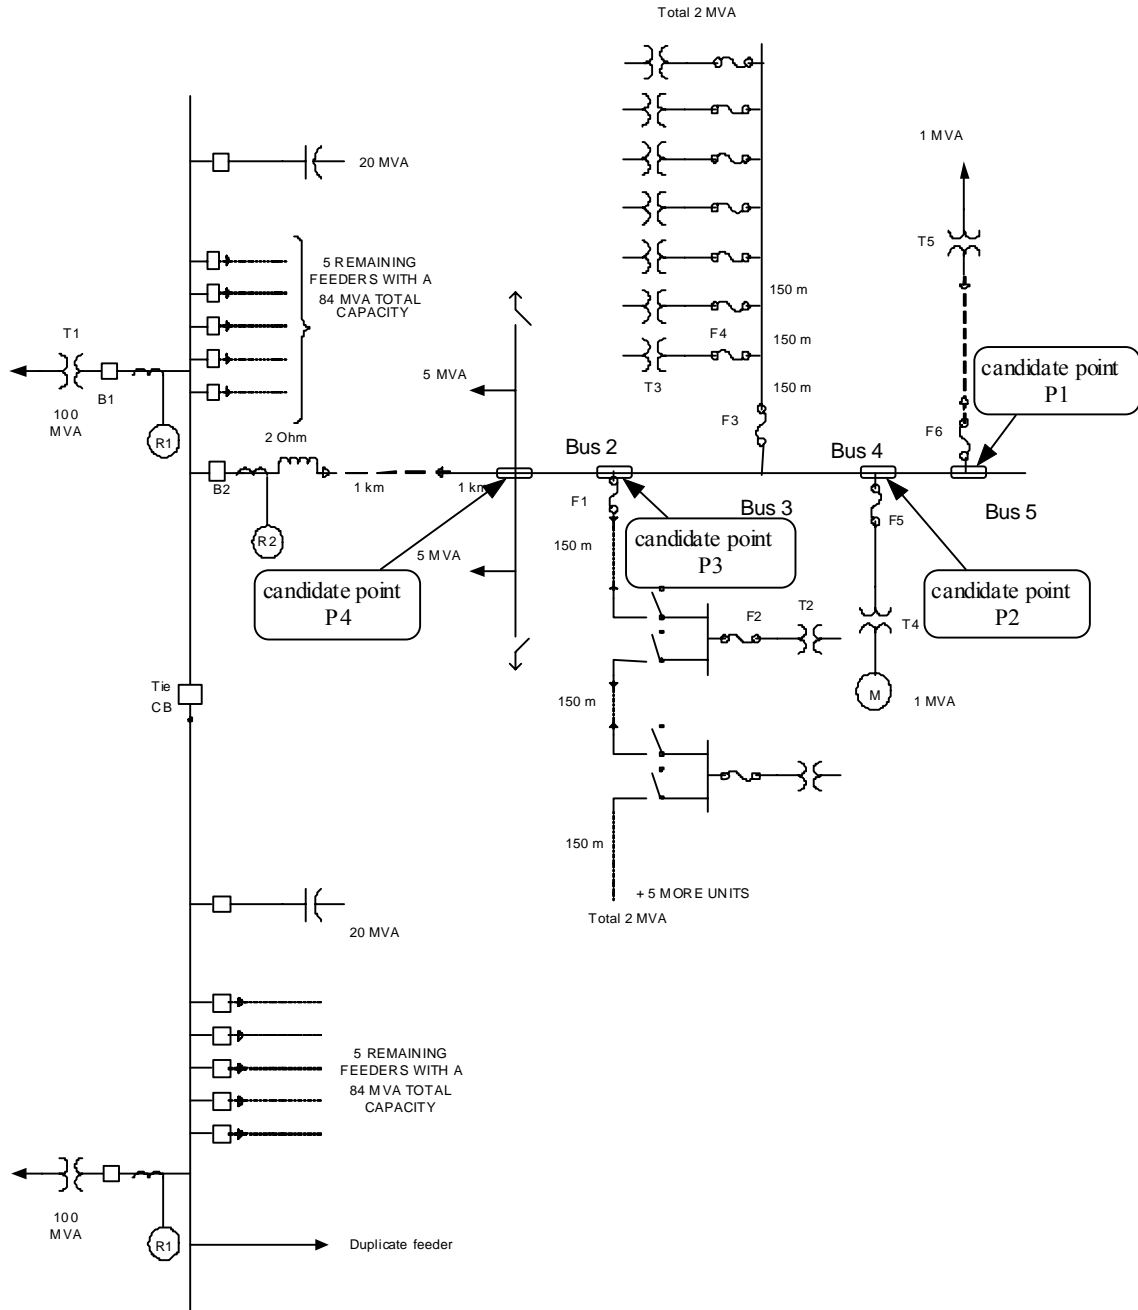 Total 2 MVA
20 MVA
1 MVA
T5
5 REMAINING
FEEDERS WITH A
84 MVA TOTAL
CAPACITY
150 m
T1
F4
150 m
B1
5 MVA
T3
150 m
candidate point
P1
100
MVA
R1
F3
F6
2 Ohm
Bus 2
Bus 4
B2
1 km
1 km
F1
Bus 3
F5
Bus 5
R2
150 m
candidate point
P3
5 MVA
candidate point
P4
candidate point
P2
F2
T2
T4
Tie
CB
150 m
M
1 MVA
150 m
+ 5 MORE UNITS
Total 2 MVA
20 MVA
5 REMAINING
FEEDERS WITH A
84 MVA TOTAL
CAPACITY
100
MVA
R1
Duplicate feeder